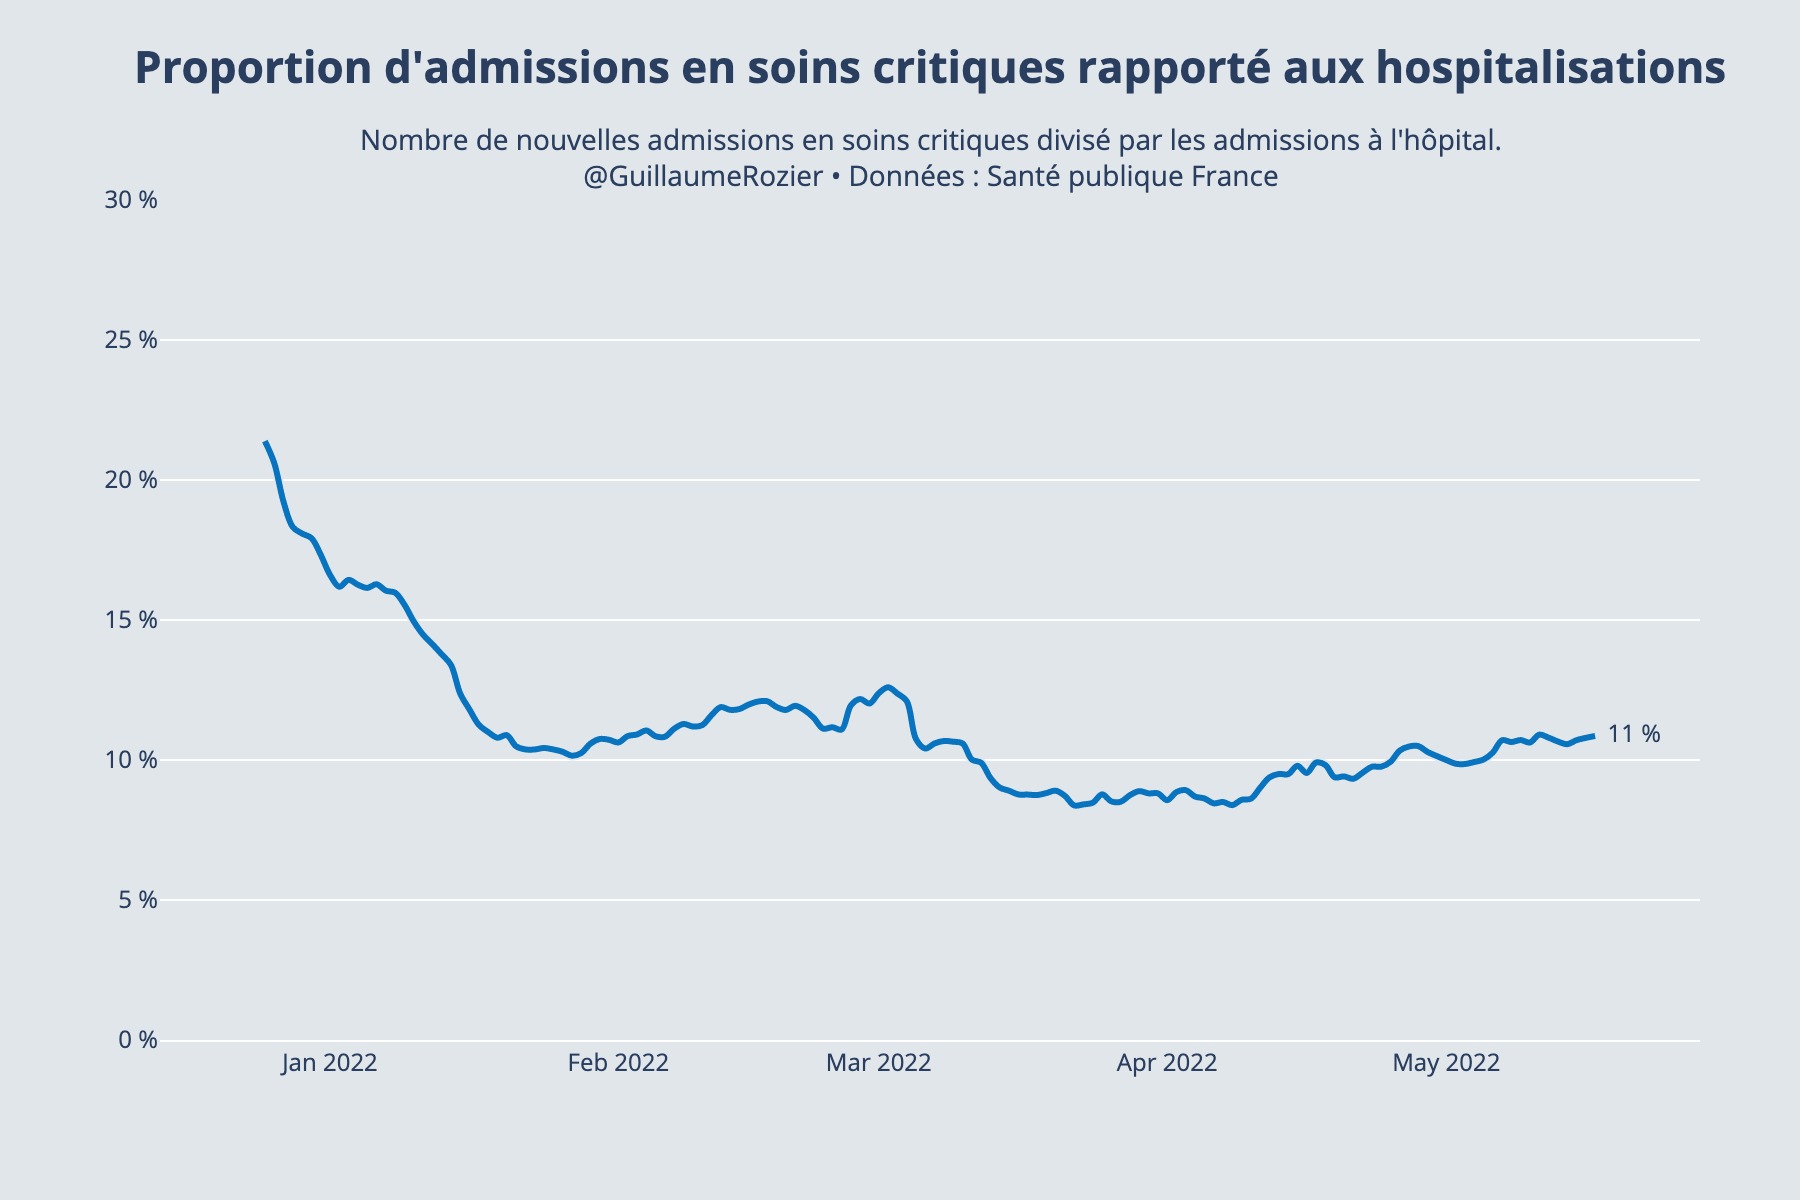 Proportion d'admissions en soins critiques rapporté aux hospitalisations
Nombre de nouvelles admissions en soins critiques divisé par les admissions à l'hôpital.
@GuillaumeRozier • Données : Santé publique France
30 %
25 %
20 %
15 %
11 %
10 %
5 %
0 %
Jan 2022 Feb 2022 Mar 2022 Apr 2022 May 2022